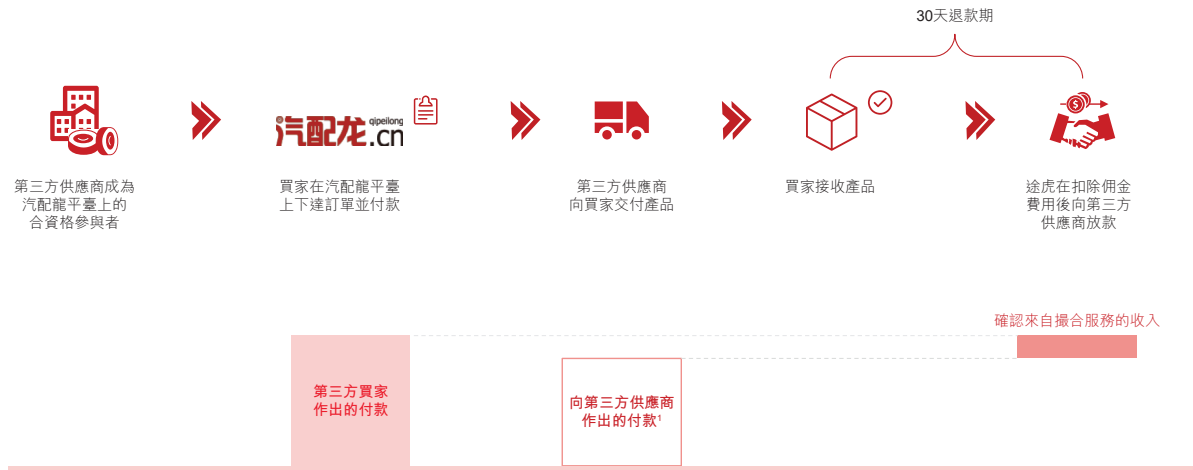 30天退款期
汽配龙.cn
qipeilong
$
第三方供應商成為
汽配龍平臺上的
合資格參與者
買家在汽配龍平臺
上下達訂單並付款
第三方供應商
向買家交付產品
買家接收產品
途虎在扣除佣金
費用後向第三方
供應商放款
確認來自撮合服務的收入
第三方買家
作出的付款
向第三方供應商
作出的付款¹